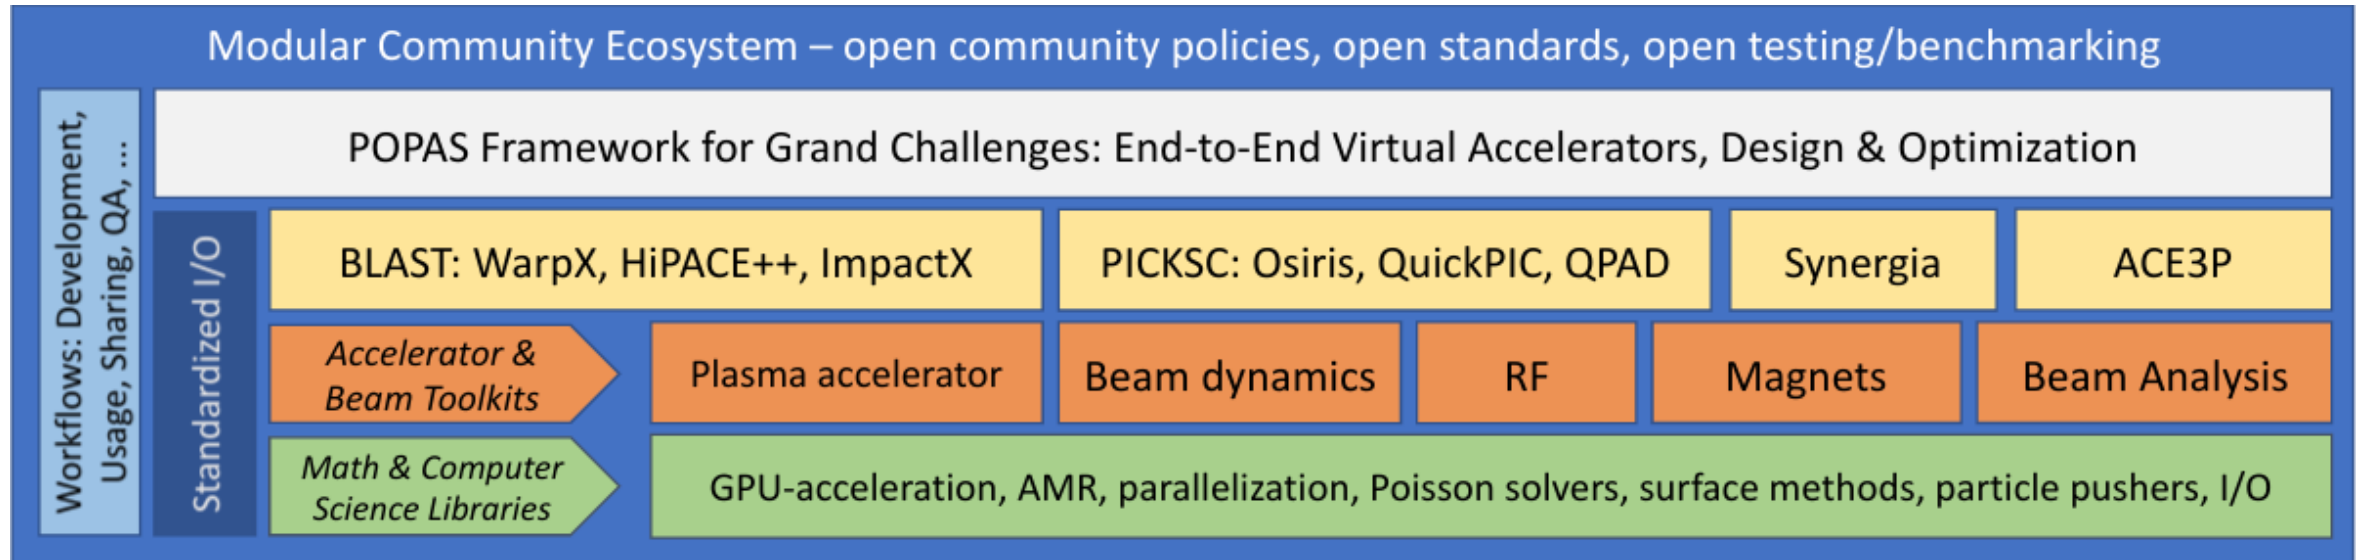 Modular Community Ecosystem – open community policies, open standards, open testing/benchmarking
Workflows: Development,
Usage, Sharing, QA, ...
POPAS Framework for Grand Challenges: End-to-End Virtual Accelerators, Design & Optimization
Standardized I/O
BLAST: WarpX, HiPACE++, ImpactX
PICKSC: Osiris, QuickPIC, QPAD
Synergia
ACE3P
Accelerator &
Beam Toolkits
Plasma accelerator
Beam dynamics
RF
Magnets
Beam Analysis
Math & Computer
Science Libraries
GPU-acceleration, AMR, parallelization, Poisson solvers, surface methods, particle pushers, I/O